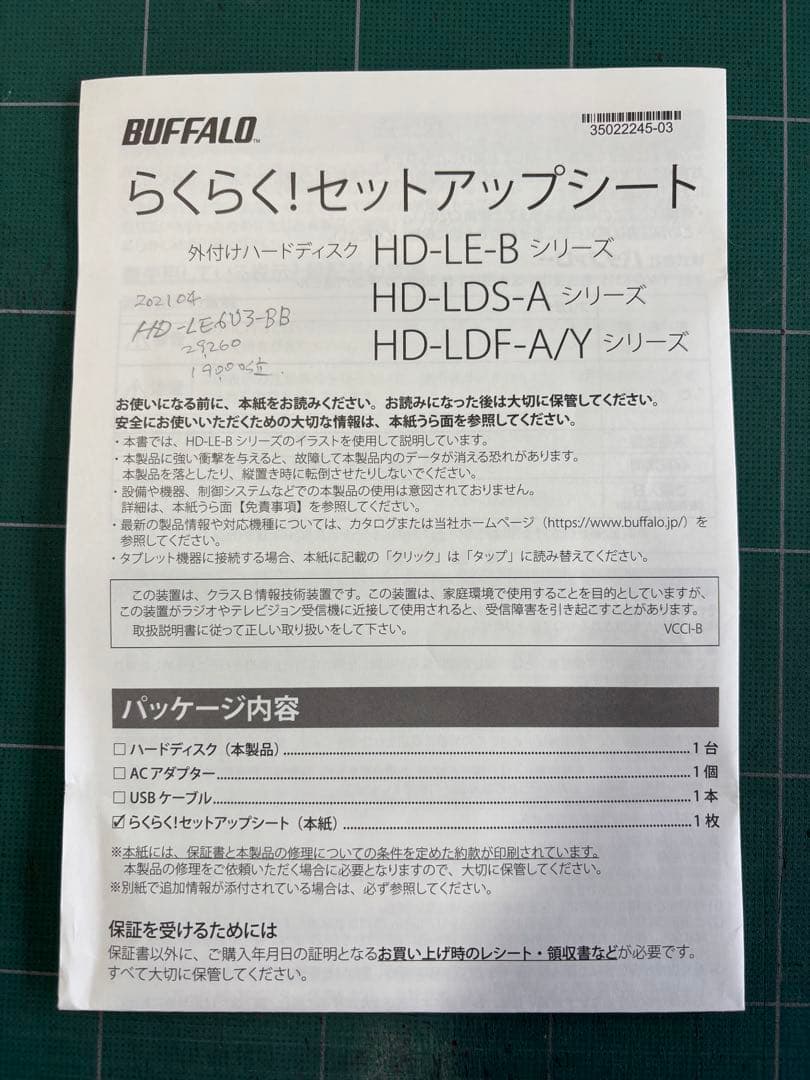 BUFFALO™
35022245-03
らくらく!セットアップシート
外付けハードディスク HD-LE-B シリーズ
HD-LDS-A シリーズ
HD-LDF-A/Y シリーズ
202104
HD-LE6U3-BB
29,260
19,000位.
お使いになる前に、本紙をお読みください。お読みになった後は大切に保管してください。
安全にお使いいただくための大切な情報は、本紙うら面を参照してください。
・本書では、HD-LE-B シリーズのイラストを使用して説明しています。
・本製品に強い衝撃を与えると、故障して本製品内のデータが消える恐れがあります。
本製品を落としたり、縦置き時に転倒させたりしないでください。
・設備や機器、制御システムなどでの本製品の使用は意図されておりません。
詳細は、本紙うら面【免責事項】を参照してください。
・最新の製品情報や対応機種については、カタログまたは当社ホームページ(https://www.buffalo.jp/)を
参照してください。
・タブレット機器に接続する場合、本紙に記載の「クリック」は「タップ」に読み替えてください。
この装置は、クラスB情報技術装置です。この装置は、家庭環境で使用することを目的としていますが、
この装置がラジオやテレビジョン受信機に近接して使用されると、受信障害を引き起こすことがあります。
取扱説明書に従って正しい取り扱いをして下さい。 VCCI-B
パッケージ内容
□ ハードディスク(本製品)...1台
□ ACアダプター...1個
□ USBケーブル...1本
☑ らくらく!セットアップシート(本紙)...1枚
※本紙には、保証書と本製品の修理についての条件を定めた約款が印刷されています。
本製品の修理をご依頼いただく場合に必要となりますので、大切に保管してください。
※別紙で追加情報が添付されている場合は、必ず参照してください。
保証を受けるためには
保証書以外に、ご購入年月日の証明となるお買い上げ時のレシート・領収書などが必要です。
すべて大切に保管してください。